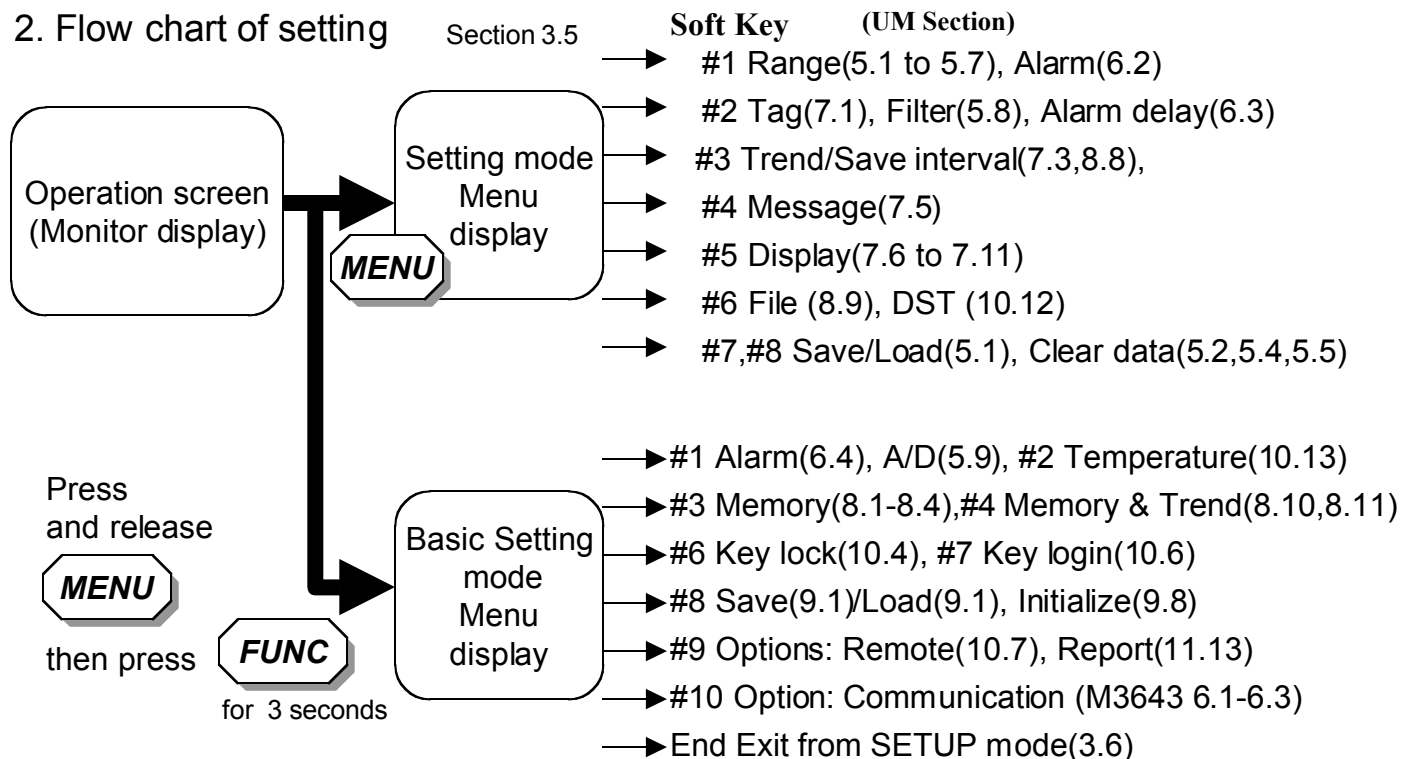 2. Flow chart of setting
Section 3.5
Soft Key (UM Section)
#1 Range(5.1 to 5.7), Alarm(6.2)
#2 Tag(7.1), Filter(5.8), Alarm delay(6.3)
#3 Trend/Save interval(7.3,8.8),
#4 Message(7.5)
#5 Display(7.6 to 7.11)
#6 File (8.9), DST (10.12)
#7,#8 Save/Load(5.1), Clear data(5.2,5.4,5.5)
Operation screen
(Monitor display)
Setting mode
Menu
display
MENU
Press
and release
MENU
then press
FUNC
for 3 seconds
Basic Setting
mode
Menu
display
#1 Alarm(6.4), A/D(5.9), #2 Temperature(10.13)
#3 Memory(8.1-8.4),#4 Memory & Trend(8.10,8.11)
#6 Key lock(10.4), #7 Key login(10.6)
#8 Save(9.1)/Load(9.1), Initialize(9.8)
#9 Options: Remote(10.7), Report(11.13)
#10 Option: Communication (M3643 6.1-6.3)
End Exit from SETUP mode(3.6)